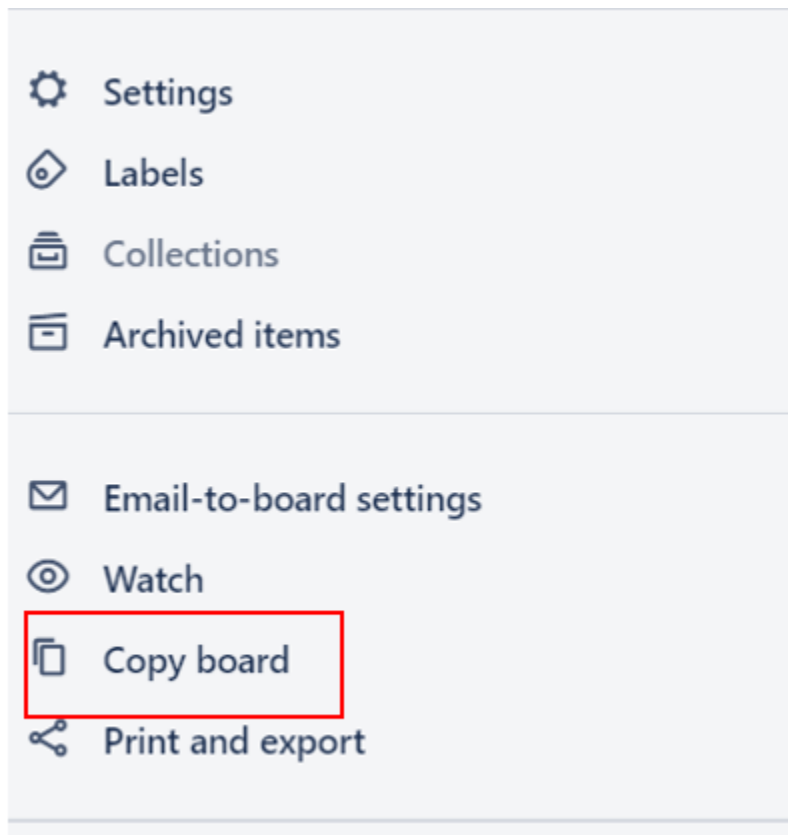 Settings
Labels
Collections
Archived items
Email-to-board settings
Watch
Copy board
Print and export